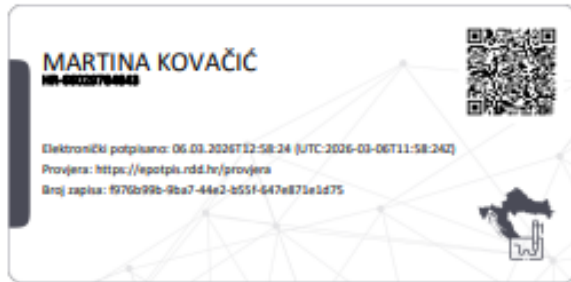 MARTINA KOVAČIĆ
Elektronički potpisano: 06.03.2026T12:58:24 (UTC:2026-03-06T11:58:24Z)
Provjera: https://epotpis.rdd.hr/provjera
Broj zapisa: f976b99b-9ba7-44e2-b55f-647e871e1d75